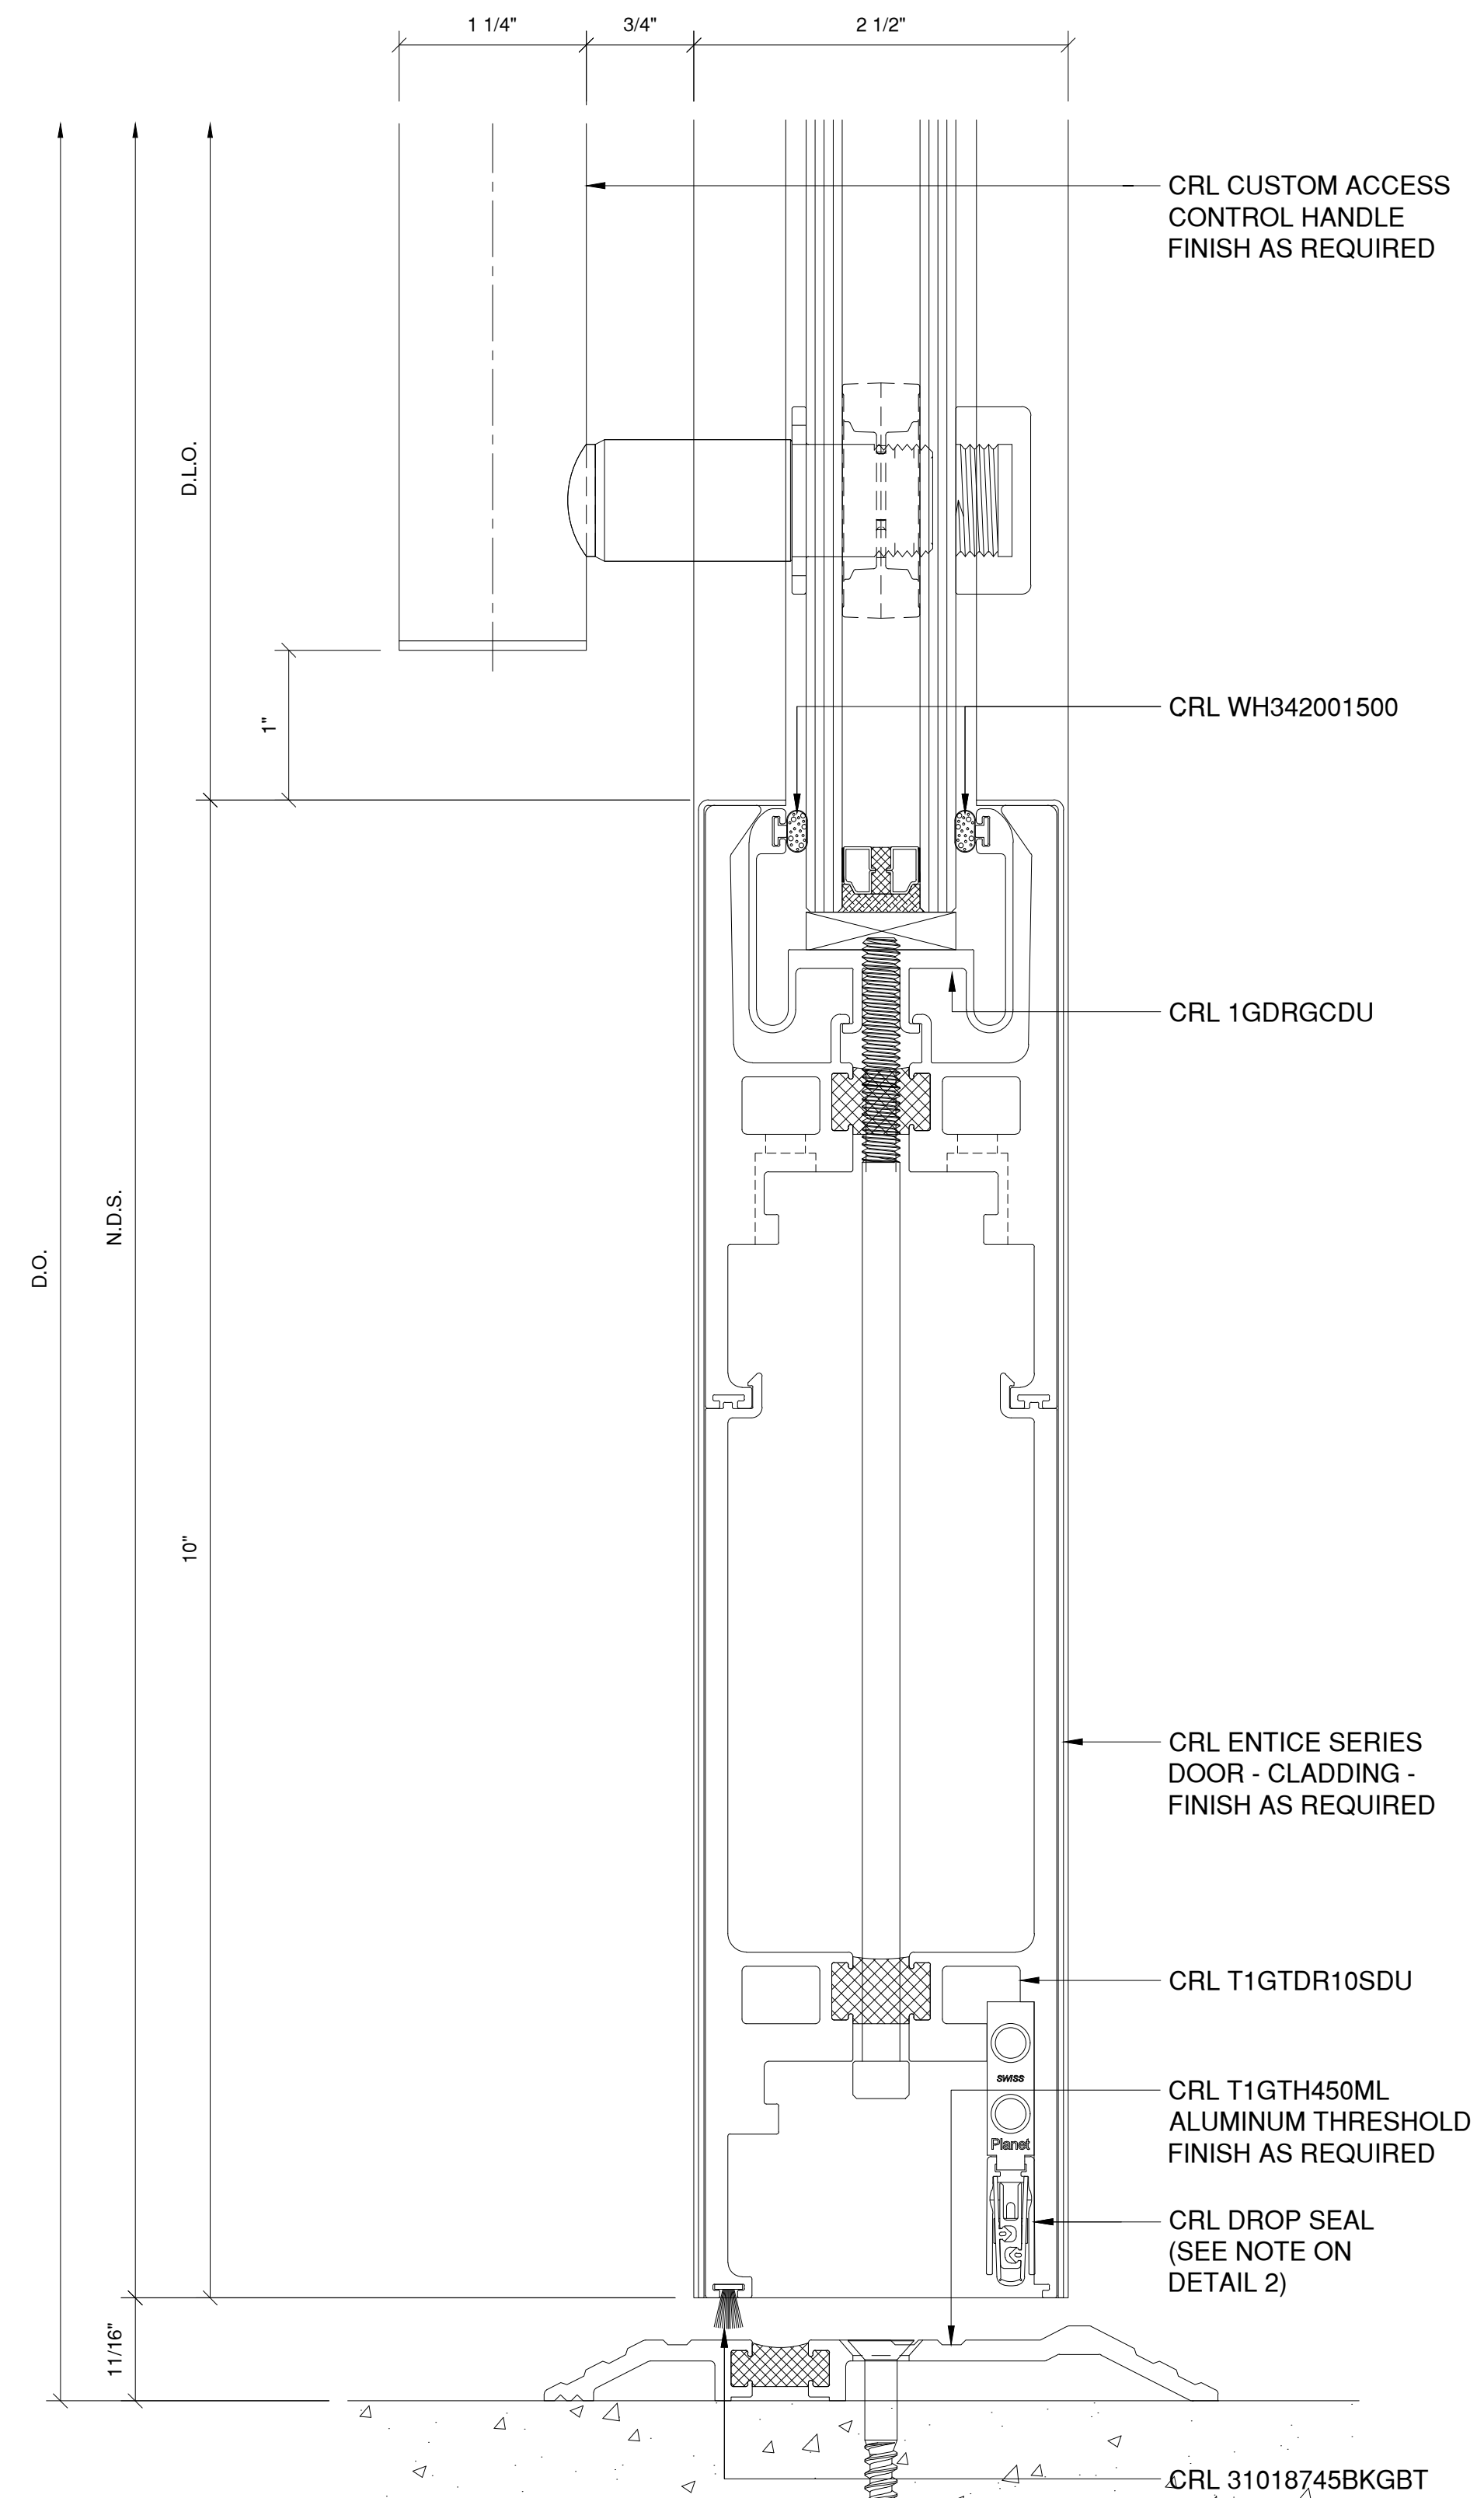 1 1/4"
3/4"
2 1/2"
CRL CUSTOM ACCESS
CONTROL HANDLE
FINISH AS REQUIRED
D.L.O.
1"
CRL WH342001500
CRL 1GDRGCDU
N.D.S.
D.O.
10"
CRL ENTICE SERIES
DOOR - CLADDING -
FINISH AS REQUIRED
CRL T1GTDR10SDU
swiss
Planet
CRL T1GTH450ML
ALUMINUM THRESHOLD
FINISH AS REQUIRED
CRL DROP SEAL
(SEE NOTE ON
DETAIL 2)
11/16"
CRL 31018745BKGBT